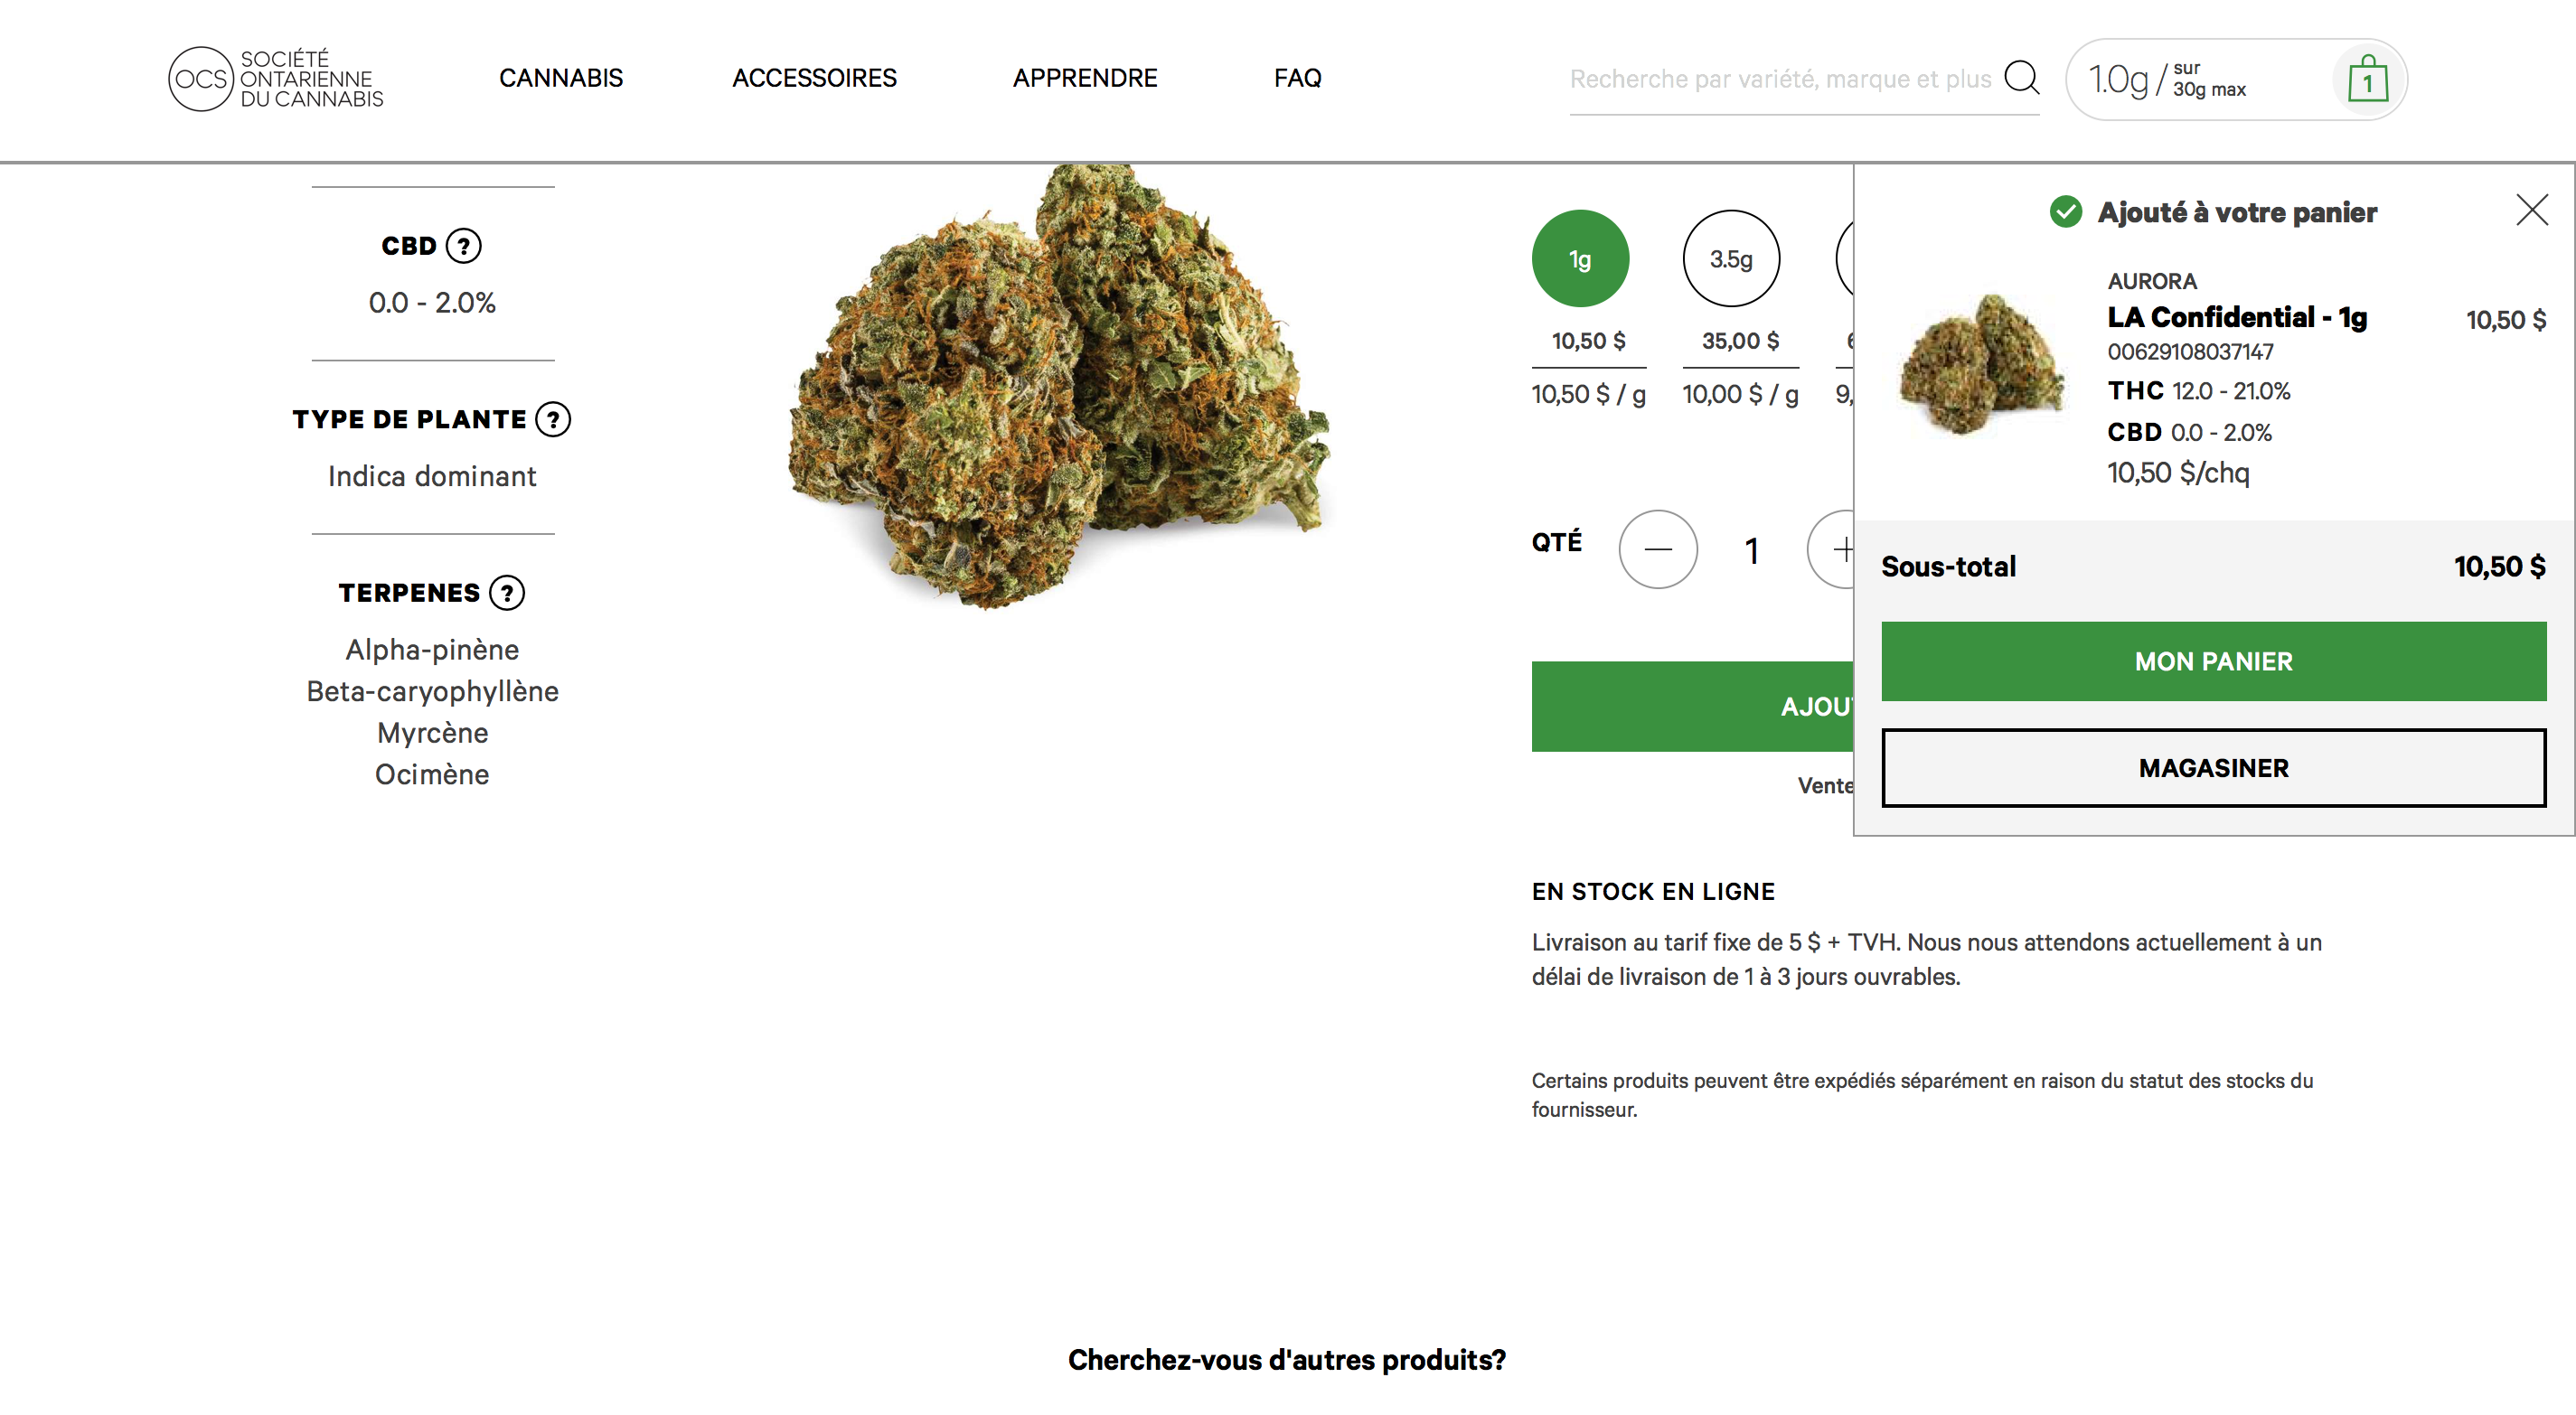 OCS
SOCIÉTÉ
ONTARIENNE
DU CANNABIS
CANNABIS
ACCESSOIRES
APPRENDRE
FAQ
Recherche par variété, marque et plus
1.0g / sur
30g max
1
CBD ?
0.0 - 2.0%
TYPE DE PLANTE ?
Indica dominant
TERPENES ?
Alpha-pinène
Beta-caryophyllène
Myrcène
Ocimène
1g
3.5g
10,50 $
35,00 $
10,50 $ / g
10,00 $ / g
9,
QTÉ
1
AJOU
Vente
Ajouté à votre panier
AURORA
LA Confidential - 1g
10,50 $
00629108037147
THC 12.0 - 21.0%
CBD 0.0 - 2.0%
10,50 $/chq
Sous-total
10,50 $
MON PANIER
MAGASINER
EN STOCK EN LIGNE
Livraison au tarif fixe de 5 $ + TVH. Nous nous attendons actuellement à un
délai de livraison de 1 à 3 jours ouvrables.
Certains produits peuvent être expédiés séparément en raison du statut des stocks du
fournisseur.
Cherchez-vous d'autres produits?